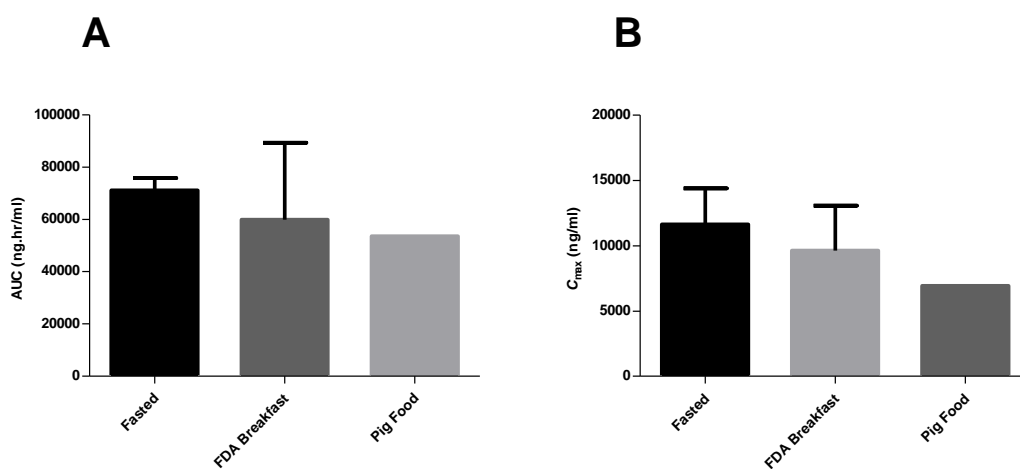 A
100000
80000
60000
40000
20000
0
AUC (ng.hr/ml)
Fasted
FDA Breakfast
Pig Food
B
20000
15000
10000
5000
0
Cmax (ng/ml)
Fasted
FDA Breakfast
Pig Food